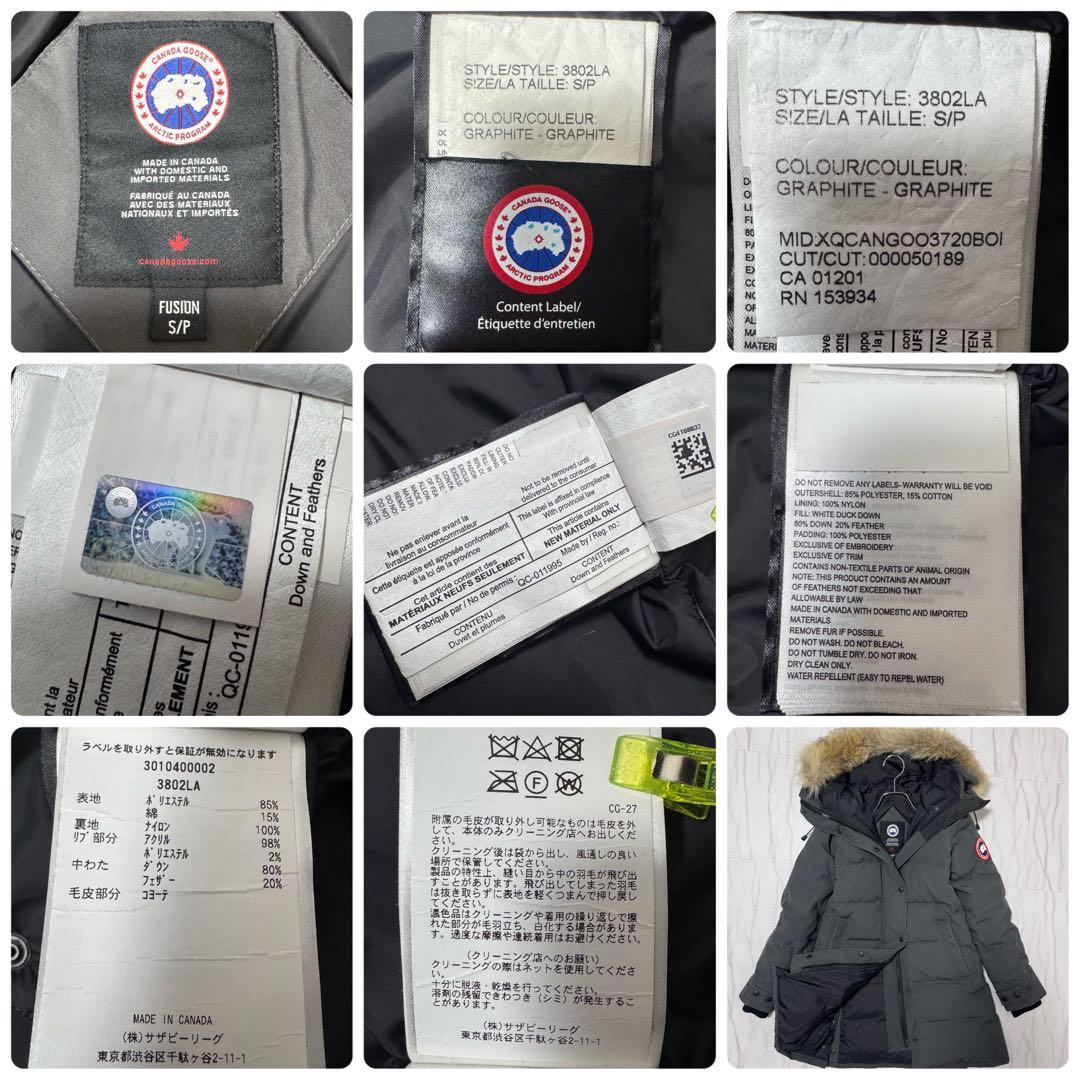 CANADA GOOSE®
ARCTIC PROGRAM
MADE IN CANADA
WITH DOMESTIC AND
IMPORTED MATERIALS
FABRIQUÉ AU CANADA
AVEC DES MATERIAUX
NATIONAUX ET IMPORTÉS
canadagoose.com
FUSION
S/P
STYLE/STYLE: 3802LA
SIZE/LA TAILLE: S/P
COLOUR/COULEUR:
GRAPHITE - GRAPHITE
CANADA GOOSE®
ARCTIC PROGRAM
Content Label/
Étiquette d'entretien
STYLE/STYLE: 3802LA
SIZE/LA TAILLE: S/P
COLOUR/COULEUR:
GRAPHITE - GRAPHITE
MID:XQCANGOO3720BOI
CUT/CUT: 000050189
CA 01201
RN 153934
CANADA GOOSE
CONTENT
Down and Feathers
Ne pas enlever avant la
livraison au consommateur
Cette étiquette est apposée conformément
à la loi de la province
Cet article contient des
MATÉRIAUX NEUFS SEULEMENT
Fabriqué par / No de permis : QC-011995
CONTENU
Duvet et plumes
Not to be removed until
delivered to the consumer
This label is affixed in compliance
With provincial law
This article contains
NEW MATERIAL ONLY
Made by / Reg. no.:
CONTENT
Down and Feathers
DO NOT REMOVE ANY LABELS- WARRANTY WILL BE VOID
OUTERSHELL: 85% POLYESTER, 15% COTTON
LINING: 100% NYLON
FILL: WHITE DUCK DOWN
80% DOWN 20% FEATHER
PADDING: 100% POLYESTER
EXCLUSIVE OF EMBROIDERY
EXCLUSIVE OF TRIM
CONTAINS NON-TEXTILE PARTS OF ANIMAL ORIGIN
NOTE: THIS PRODUCT CONTAINS AN AMOUNT
OF FEATHERS NOT EXCEEDING THAT
ALLOWABLE BY LAW
MADE IN CANADA WITH DOMESTIC AND IMPORTED
MATERIALS
REMOVE FUR IF POSSIBLE.
DO NOT WASH. DO NOT BLEACH.
DO NOT TUMBLE DRY. DO NOT IRON.
DRY CLEAN ONLY.
WATER REPELLENT (EASY TO REPEL WATER)
ラベルを取り外すと保証が無効になります
3010400002
3802LA
表地 ポリエステル 85%
綿 15%
裏地 ナイロン 100%
リブ部分 アクリル 98%
ポリエステル 2%
中わた ダウン 80%
フェザー 20%
毛皮部分 コヨーテ
MADE IN CANADA
(株)サザビーリーグ
東京都渋谷区千駄ヶ谷2-11-1
CG-27
附属の毛皮が取り外し可能なものは毛皮を外
して、本体のみクリーニング店へお出しくだ
さい。
クリーニング後は袋から出し、風通しの良い
場所で保管してください。
製品の特性上、縫い目から中の羽毛が飛び出
すことがあります。飛び出してしまった羽毛
は抜き取らずに表地を軽くつまんで押し戻し
てください。
濃色品はクリーニングや着用の繰り返しで擦
れた部分が毛羽立ち、白化する場合がありま
す。過度な摩擦や連続着用はお避けください。
(クリーニング店へのお願い)
クリーニングの際はネットを使用してくださ
い。
十分に脱液・乾燥を行ってください。
溶剤の残留できわつき(シミ)が発生するこ
とがあります。
(株)サザビーリーグ
東京都渋谷区千駄ヶ谷2-11-1